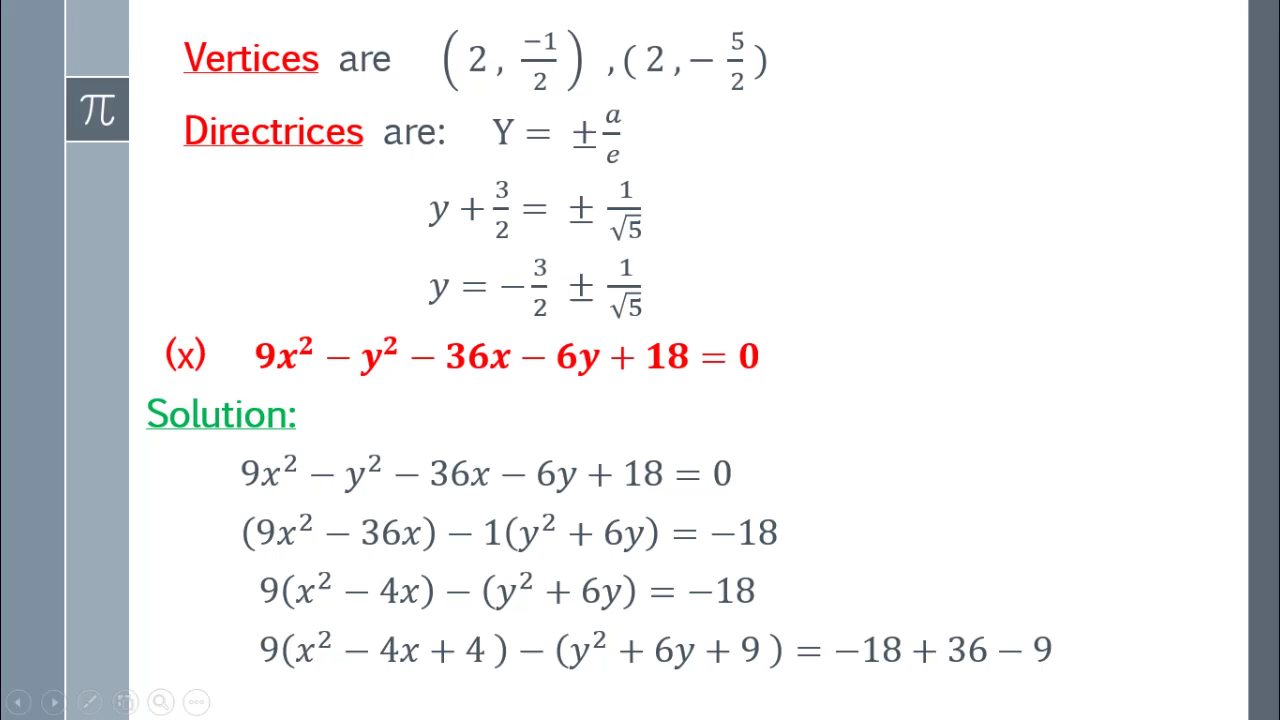 Vertices are (2, −1/2), (2, −5/2)
π
Directrices are: Y = ± a/e
y + 3/2 = ± 1/√5
y = −3/2 ± 1/√5
(x) 9x² − y² − 36x − 6y + 18 = 0
Solution:
9x² − y² − 36x − 6y + 18 = 0
(9x² − 36x) − 1(y² + 6y) = −18
9(x² − 4x) − (y² + 6y) = −18
9(x² − 4x + 4 ) − (y² + 6y + 9 ) = −18 + 36 − 9